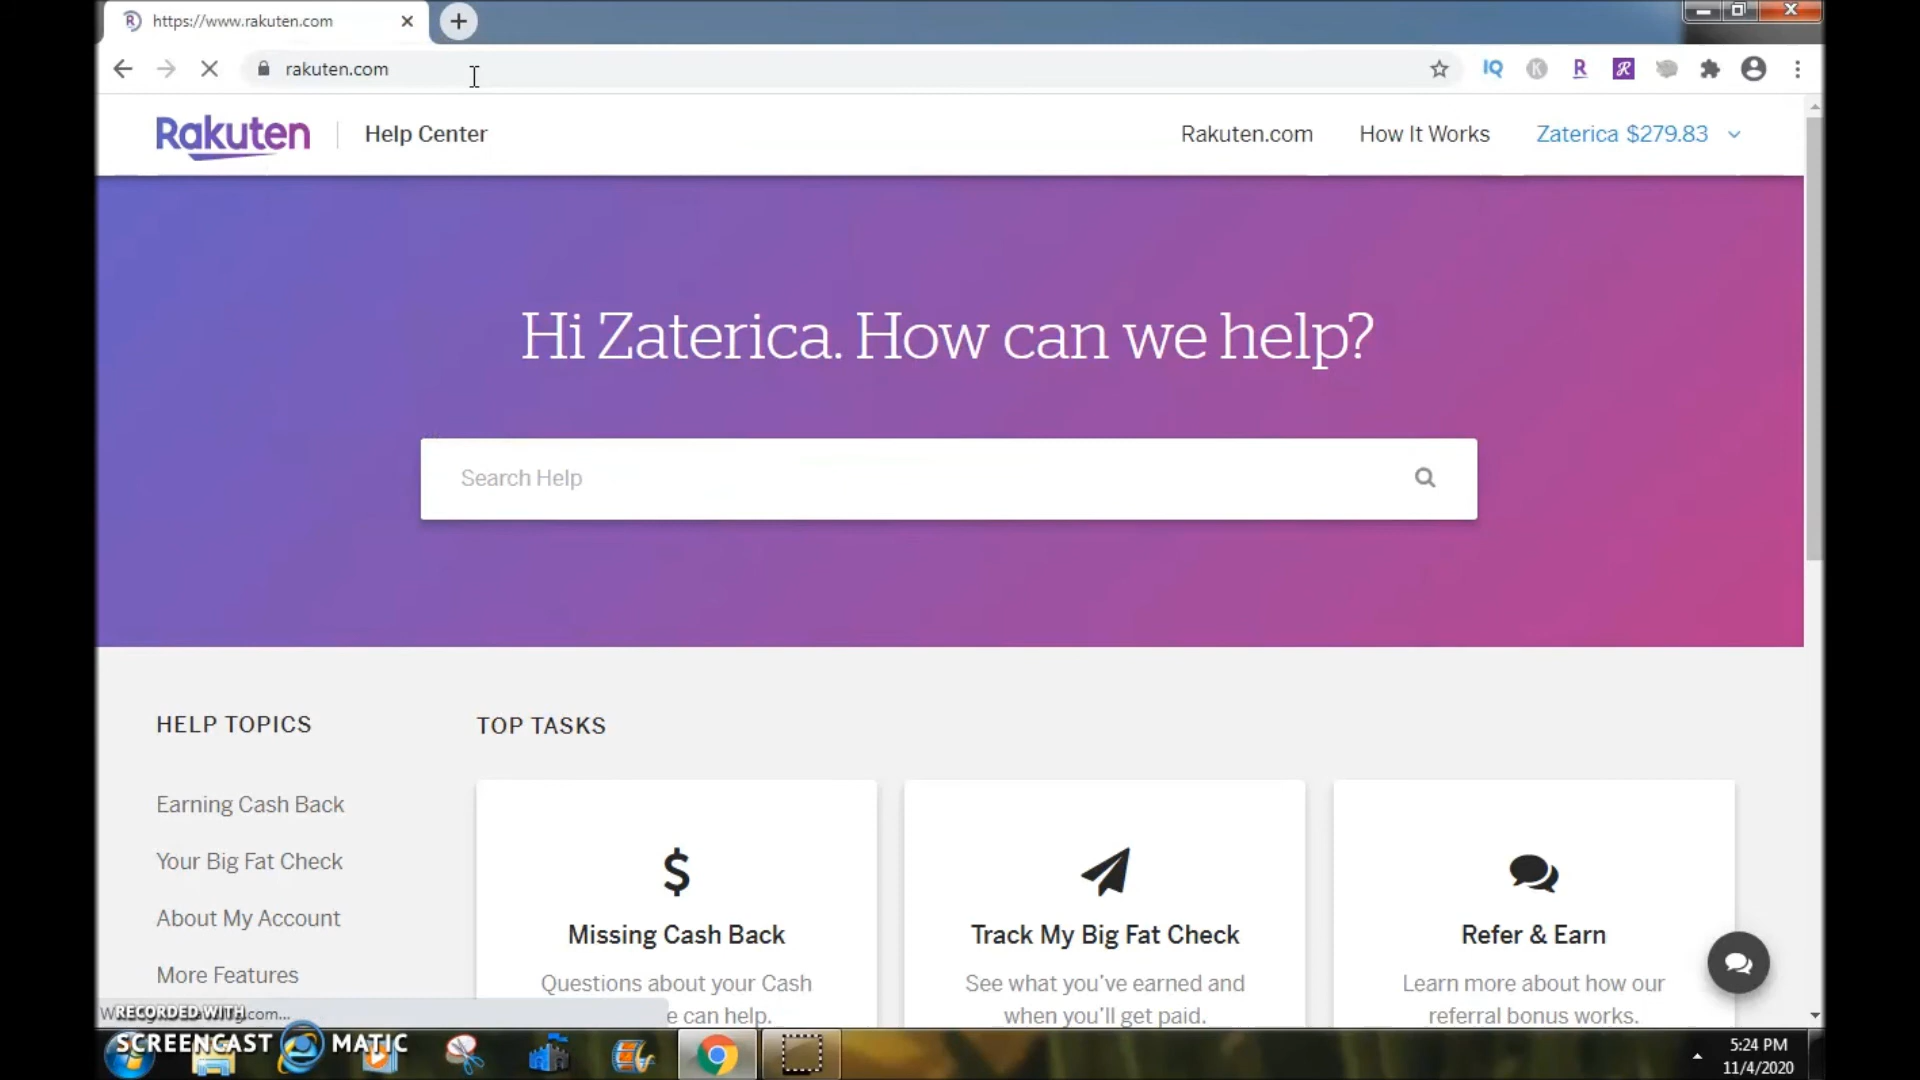 https://www.rakuten.com
rakuten.com
IQ
Rakuten Help Center Rakuten.com How It Works Zaterica $279.83
Hi Zaterica. How can we help?
Search Help
HELP TOPICS
Earning Cash Back
Your Big Fat Check
About My Account
More Features
TOP TASKS
Missing Cash Back
Questions about your Cash
can help.
Track My Big Fat Check
See what you've earned and
when you'll get paid.
Refer & Earn
Learn more about how our
referral bonus works.
RECORDED WITH
SCREENCAST MATIC
5:24 PM
11/4/2020